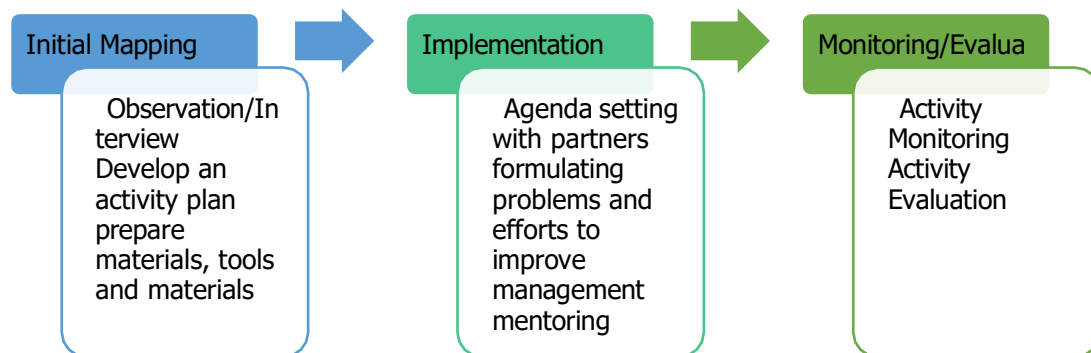 Initial Mapping
Observation/In
terview
Develop an
activity plan
prepare
materials, tools
and materials
Implementation
Agenda setting
with partners
formulating
problems and
efforts to
improve
management
mentoring
Monitoring/Evalua
Activity
Monitoring
Activity
Evaluation